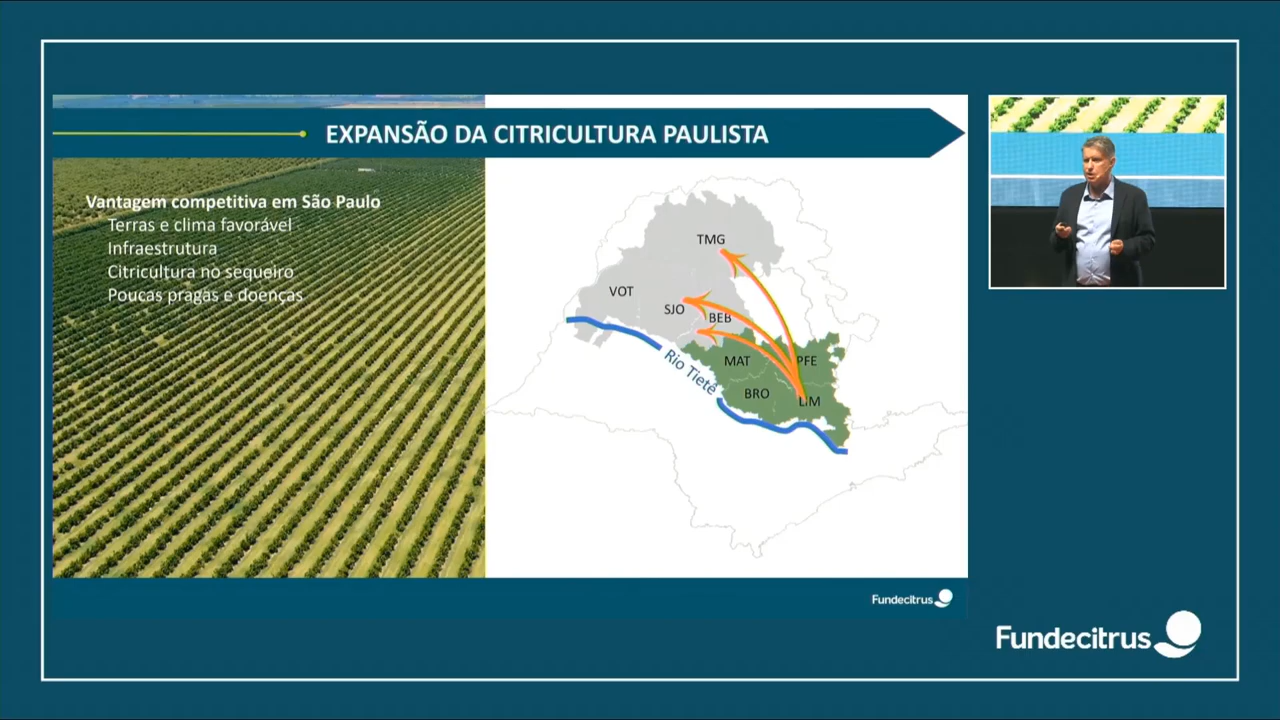 EXPANSÃO DA CITRICULTURA PAULISTA
Vantagem competitiva em São Paulo
Terras e clima favorável
Infraestrutura
Citricultura no sequeiro
Poucas pragas e doenças
TMG
VOT
SJO
BEB
Rio Tietê
MAT
PFE
BRO
LIM
Fundecitrus
Fundecitrus